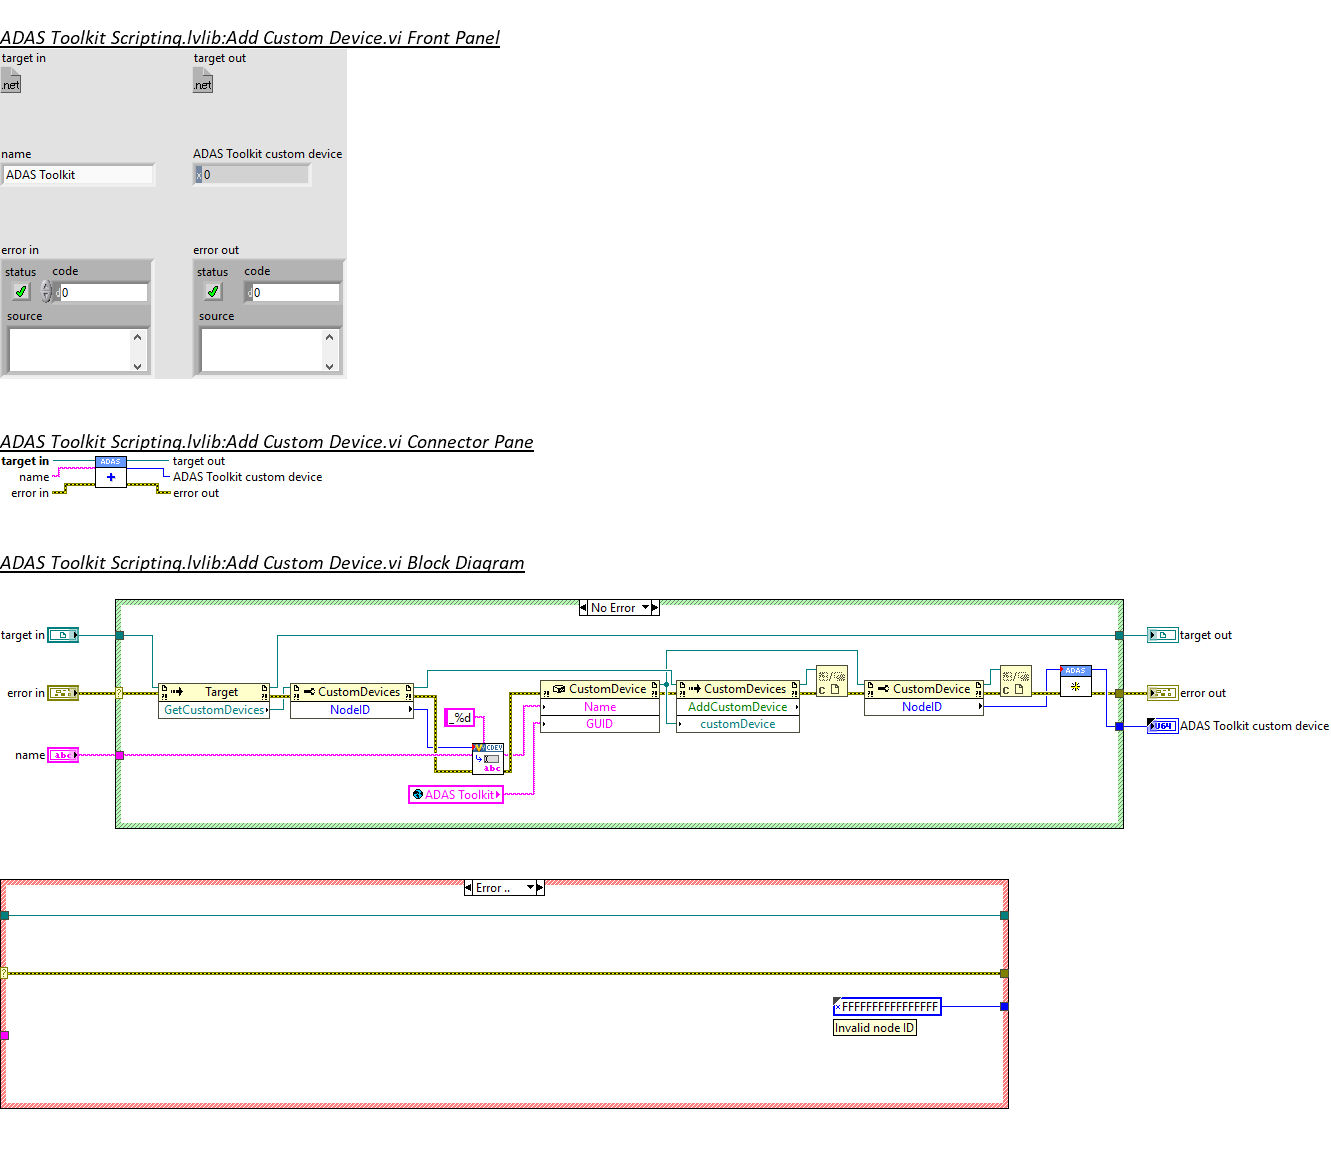 ADAS Toolkit Scripting.lvlib:Add Custom Device.vi Front Panel
target in
target out
.net
.net
name
ADAS Toolkit custom device
ADAS Toolkit
x 0
error in
error out
status code
status code
d 0
d 0
source
source
ADAS Toolkit Scripting.lvlib:Add Custom Device.vi Connector Pane
target in
ADAS
target out
name
ADAS Toolkit custom device
error in
error out
ADAS Toolkit Scripting.lvlib:Add Custom Device.vi Block Diagram
No Error
target in
target out
error in
Target
GetCustomDevices
CustomDevices
NodeID
_%d
CustomDevice
Name
GUID
CustomDevices
AddCustomDevice
customDevice
C
CustomDevice
NodeID
C
ADAS
error out
U64
ADAS Toolkit custom device
name
abc
CDEV
abc
ADAS Toolkit
Error ..
?
x FFFFFFFFFFFFFFFF
Invalid node ID